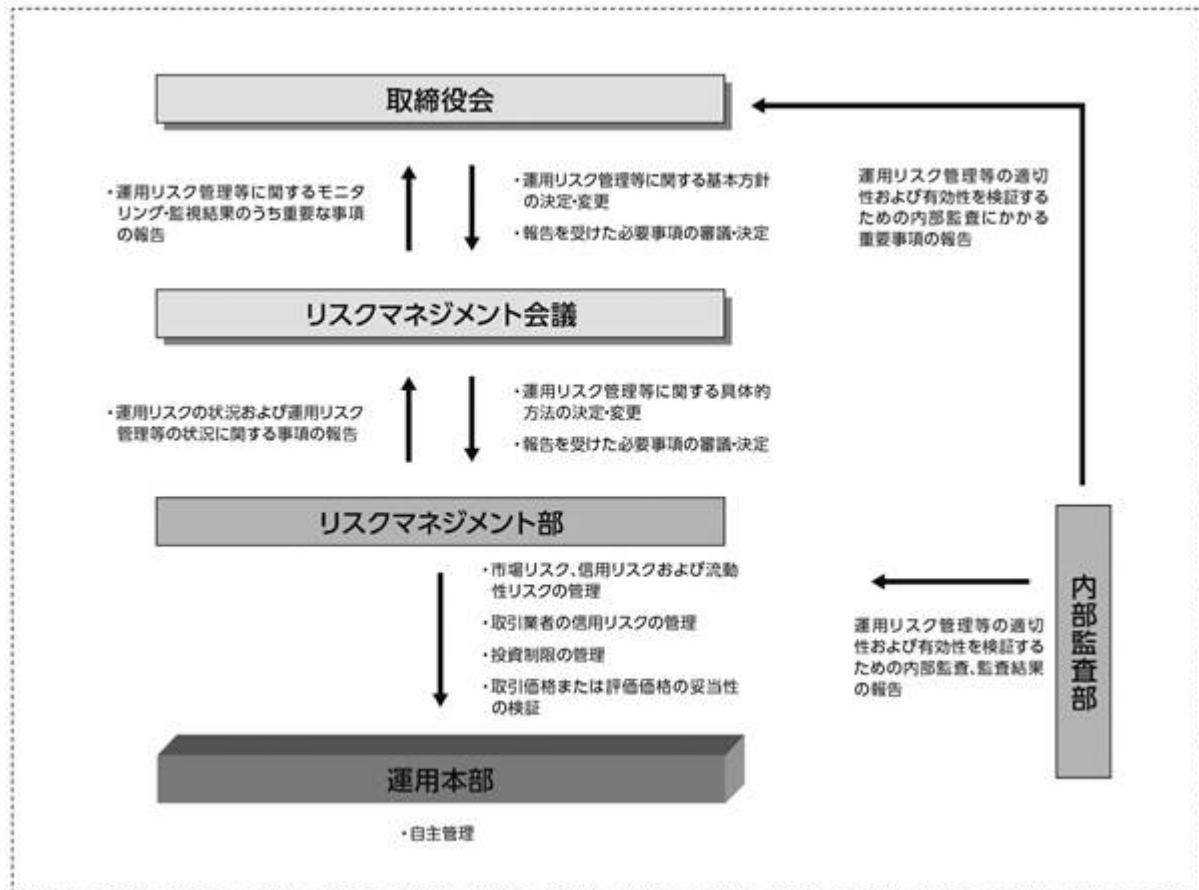 取締役会
・運用リスク管理等に関するモニタ
リング・監視結果のうち重要な事項
の報告
・運用リスク管理等に関する基本方針
の決定・変更
・報告を受けた必要事項の審議・決定
運用リスク管理等の適切
性および有効性を検証する
ための内部監査にかかる
重要事項の報告
リスクマネジメント会議
・運用リスクの状況および運用リスク
管理等の状況に関する事項の報告
・運用リスク管理等に関する具体的
方法の決定・変更
・報告を受けた必要事項の審議・決定
リスクマネジメント部
・市場リスク、信用リスクおよび流動
性リスクの管理
・取引業者の信用リスクの管理
・投資制限の管理
・取引価格または評価価格の妥当性
の検証
運用リスク管理等の適切
性および有効性を検証する
ための内部監査、監査結果
の報告
内部監査部
運用本部
・自主管理